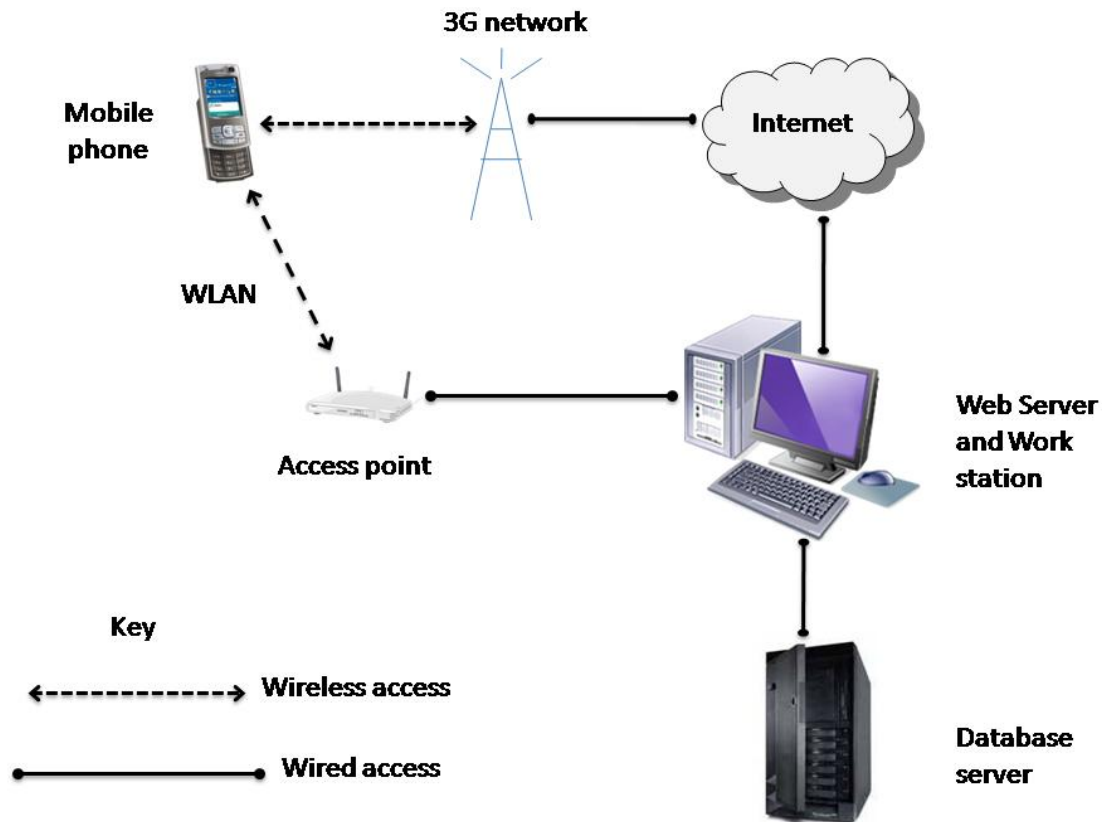 3G network
Mobile
phone
Internet
WLAN
Access point
Web Server
and Work
station
Key
Wireless access
Wired access
Database
server